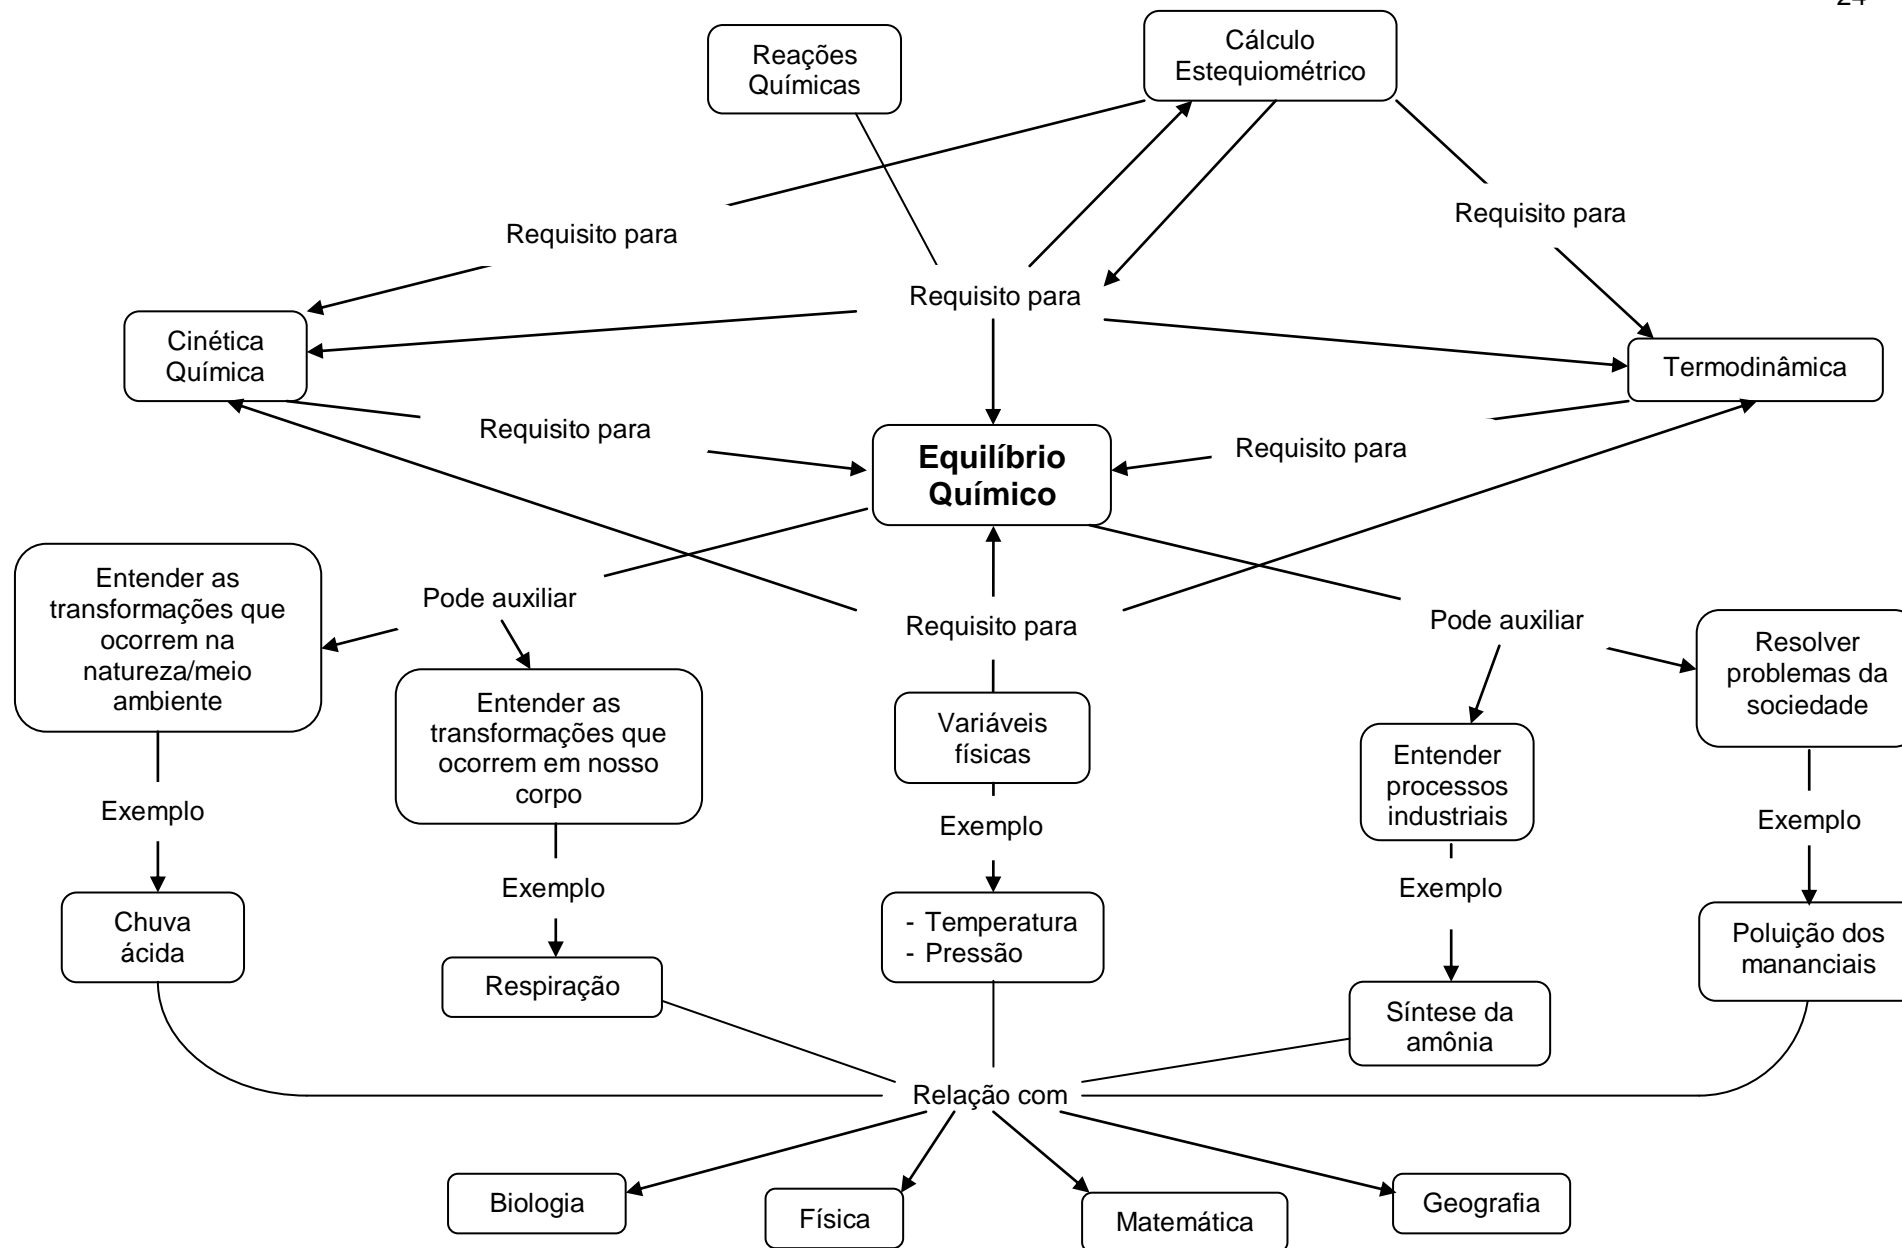 24
Reações
Químicas
Cálculo
Estequiométrico
Requisito para
Requisito para
Requisito para
Cinética
Química
Termodinâmica
Requisito para
Equilíbrio
Químico
Requisito para
Entender as
transformações que
ocorrem na
natureza/meio
ambiente
Pode auxiliar
Requisito para
Pode auxiliar
Resolver
problemas da
sociedade
Entender as
transformações que
ocorrem em nosso
corpo
Variáveis
físicas
Entender
processos
industriais
Exemplo
Exemplo
Exemplo
Exemplo
Exemplo
Chuva
ácida
- Temperatura
- Pressão
Poluição dos
mananciais
Respiração
Síntese da
amônia
Relação com
Biologia
Física
Matemática
Geografia